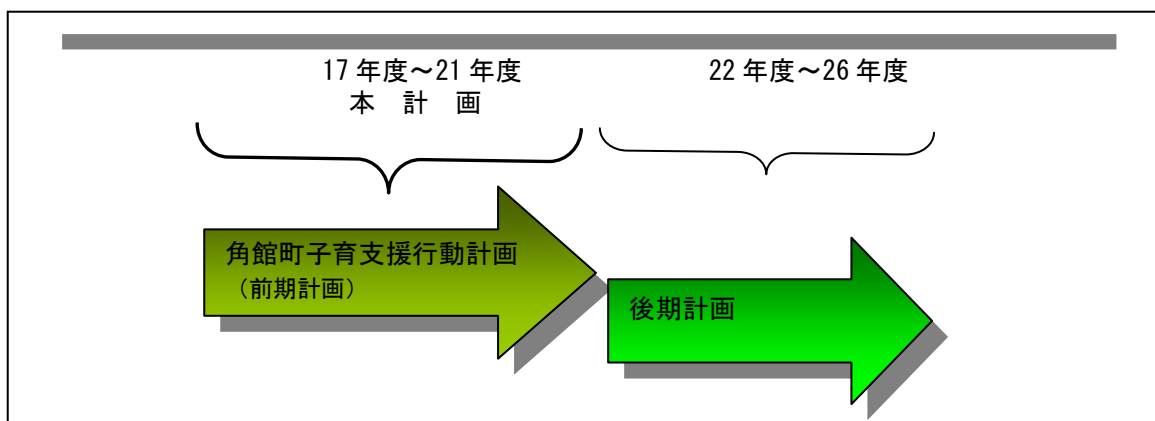 17 年度～21 年度
本 計 画
22 年度～26 年度
角館町子育支援行動計画
（前期計画）
後期計画